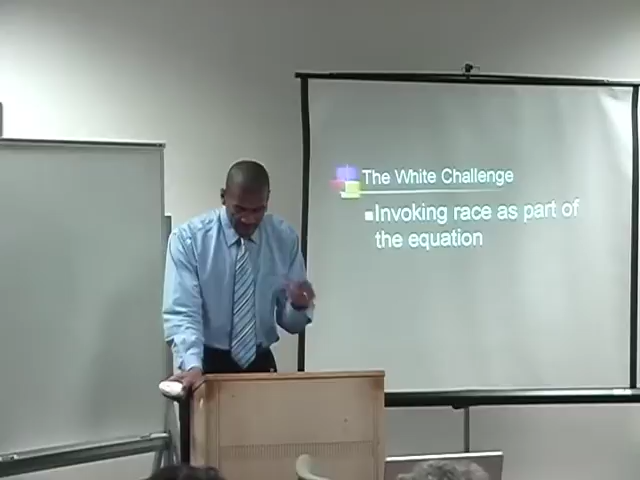 The White Challenge
Invoking race as part of
the equation